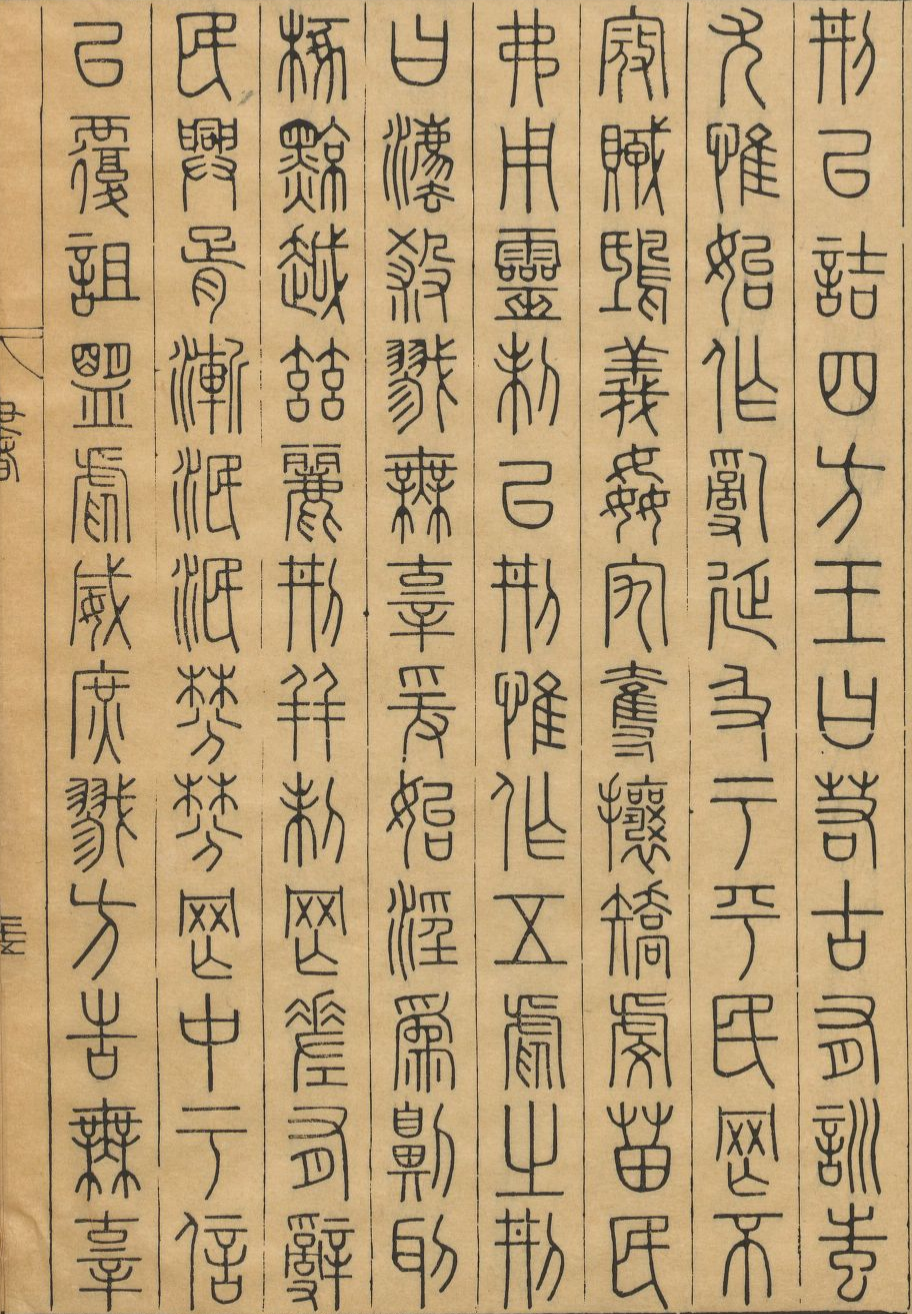 刑以詰四方王曰若古有訓蚩
尤惟始作亂延及于平民罔不
寇賊鴟義姦宄奪攘矯虔苗民
弗用靈制以刑惟作五虐之刑
曰灋殺戮無辜爰始淫爲劓刵
椓黥越茲麗刑并制罔差有辭
民興胥漸泯泯棼棼罔中于信
以覆詛盟虐威庶戮方告無辜